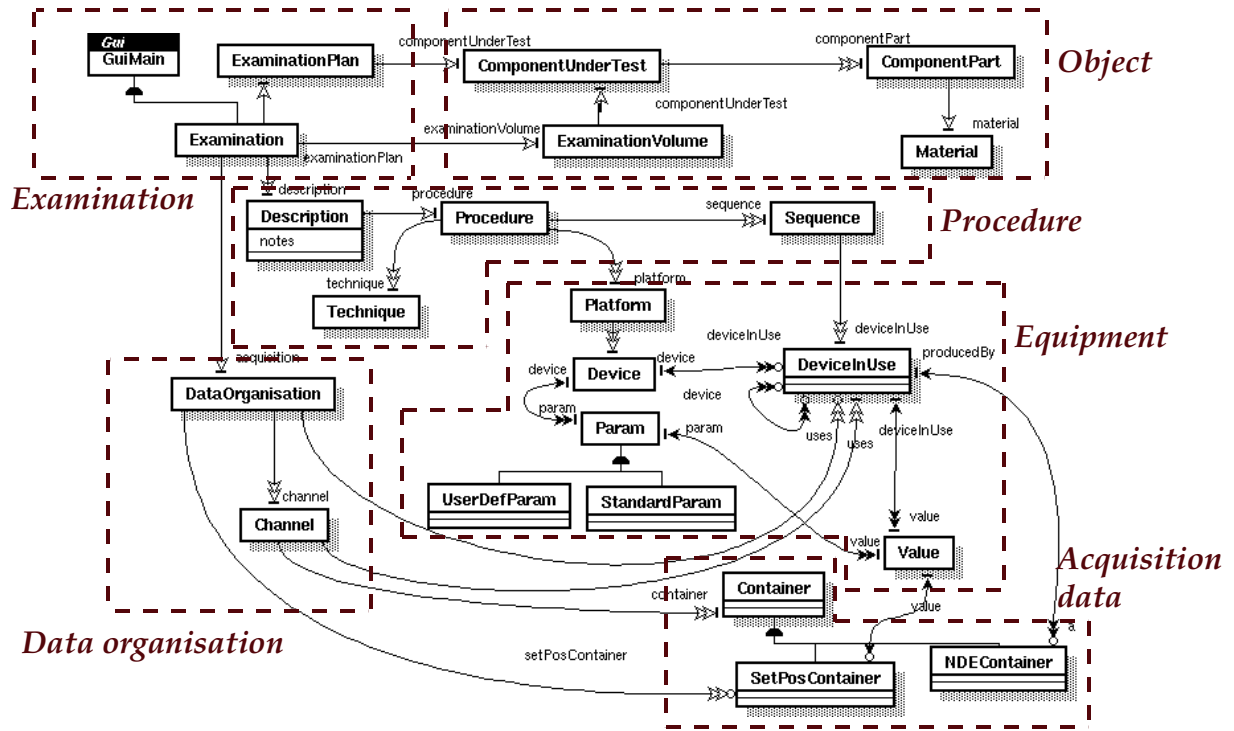 Gui
GuiMain
ExaminationPlan
componentUnderTest
ComponentUnderTest
componentPart
ComponentPart
Object
componentUnderTest
Examination
examinationVolume
ExaminationVolume
material
Material
examinationPlan
Examination
description
procedure
sequence
Description
notes
Procedure
Sequence
Procedure
technique
Technique
platform
Platform
deviceInUse
deviceInUse
Equipment
producedBy
acquisition
device
device
Device
DeviceInUse
DataOrganisation
device
param
Param
param
uses
uses
deviceInUse
channel
UserDefParam
StandardParam
Channel
value
value
Value
Acquisition
data
container
Container
value
a
Data organisation
setPosContainer
SetPosContainer
NDEContainer